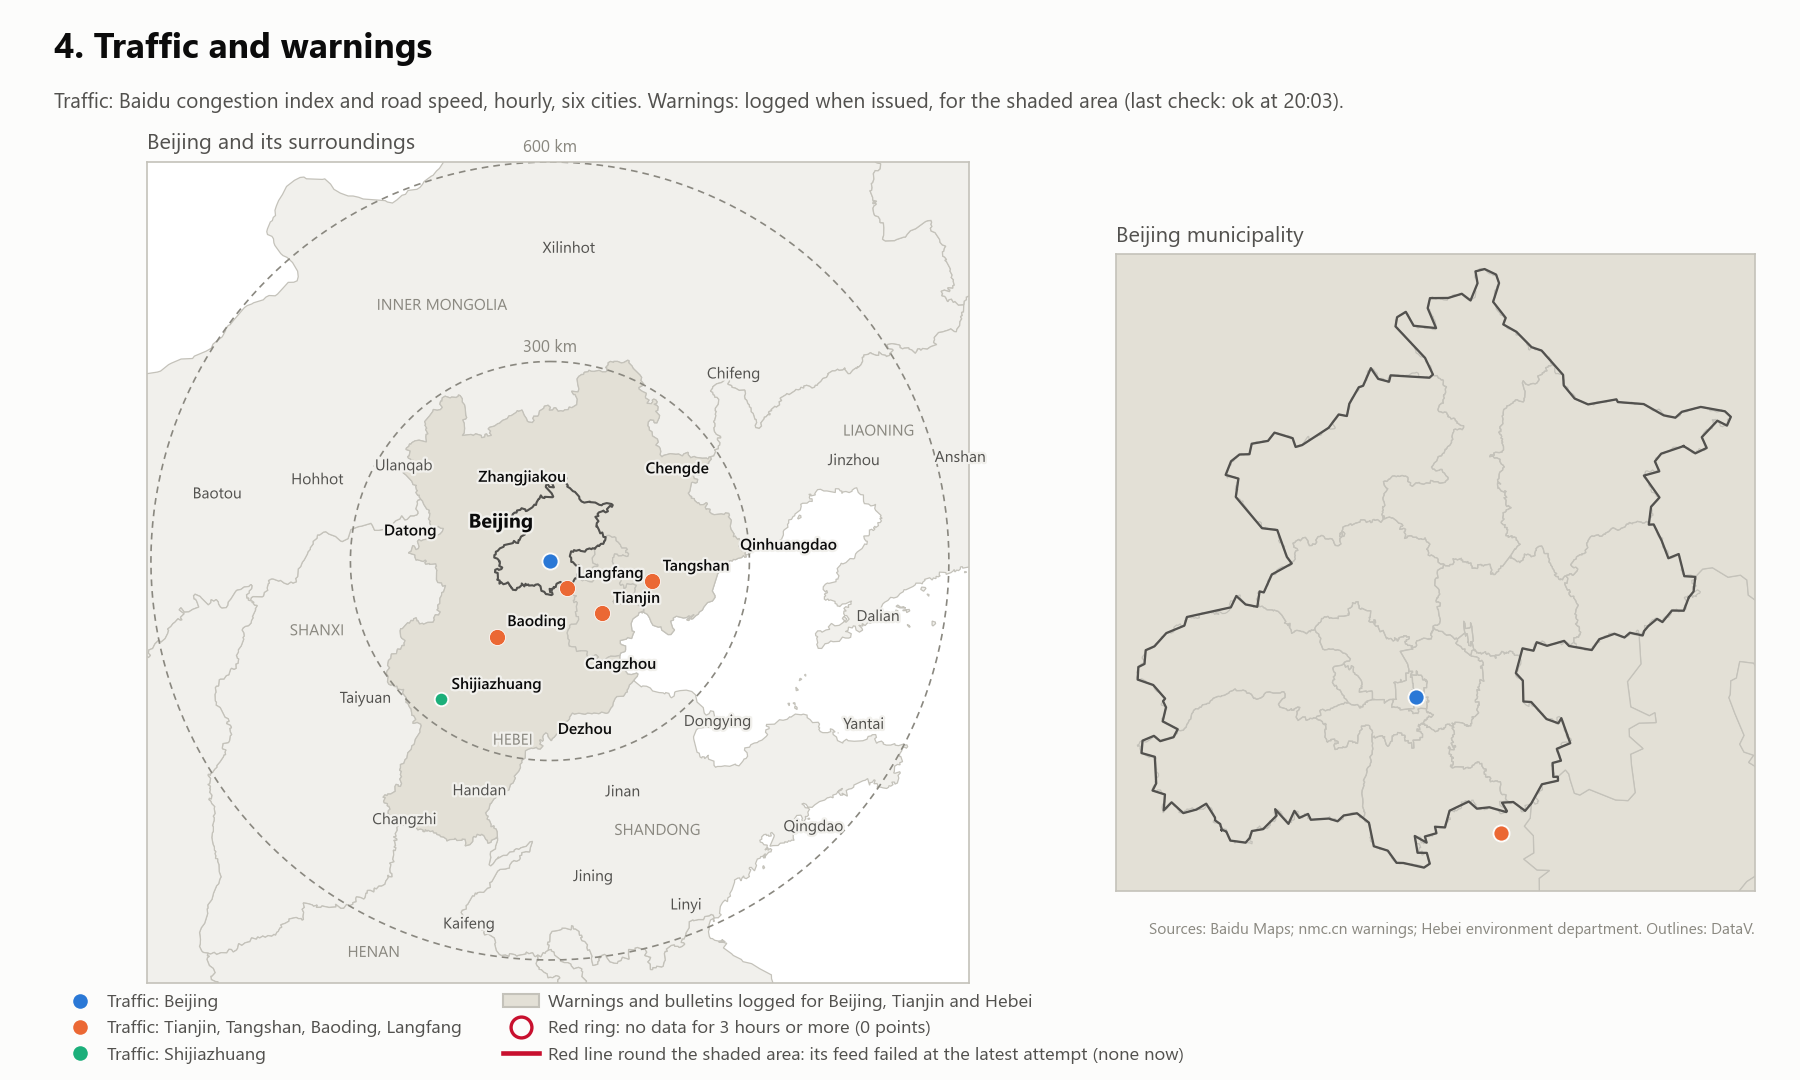 4. Traffic and warnings
Traffic: Baidu congestion index and road speed, hourly, six cities. Warnings: logged when issued, for the shaded area (last check: ok at 20:03).
Beijing and its surroundings
600 km
Xilinhot
INNER MONGOLIA
300 km
Chifeng
LIAONING
Anshan
Jinzhou
Ulanqab
Chengde
Zhangjiakou
Hohhot
Baotou
Beijing
Datong
Qinhuangdao
Tangshan
Langfang
Tianjin
Dalian
Baoding
SHANXI
Cangzhou
Shijiazhuang
Taiyuan
Dongying
Yantai
Dezhou
HEBEI
Handan
Jinan
Changzhi
SHANDONG
Qingdao
Jining
Linyi
Kaifeng
HENAN
Beijing municipality
Sources: Baidu Maps; nmc.cn warnings; Hebei environment department. Outlines: DataV.
Traffic: Beijing
Traffic: Tianjin, Tangshan, Baoding, Langfang
Traffic: Shijiazhuang
Warnings and bulletins logged for Beijing, Tianjin and Hebei
Red ring: no data for 3 hours or more (0 points)
Red line round the shaded area: its feed failed at the latest attempt (none now)